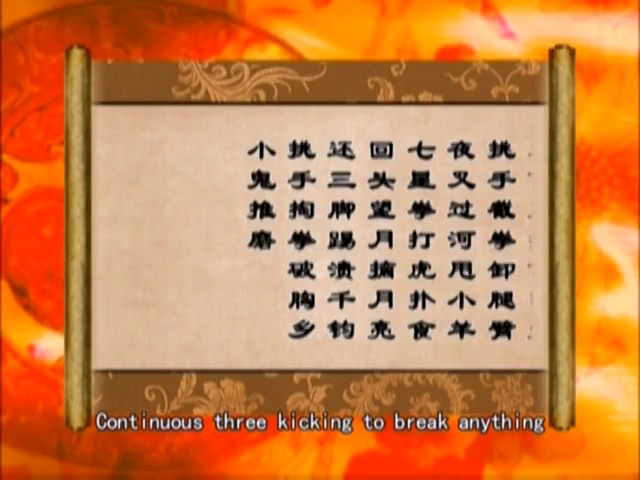 挑手截拳卸腿臂
夜叉过河甩小羊
七星拳打虎扑食
回头望月摘月亮
还三脚踢溃千钧
挑手掏拳破胸乡
小鬼推磨
Continuous three kicking to break anything